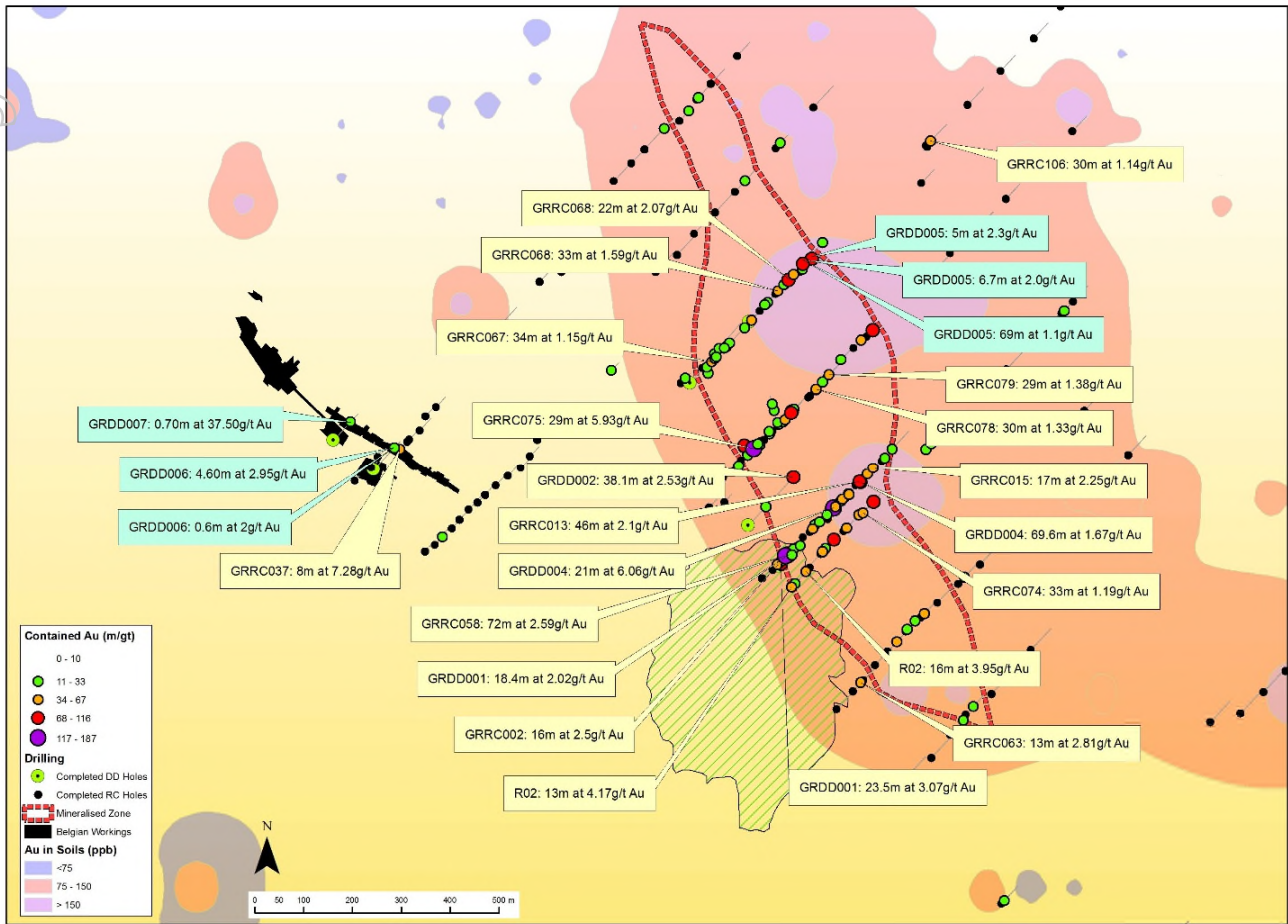 GRRC106: 30m at 1.14g/t Au
GRRC068: 22m at 2.07g/t Au
GRDD005: 5m at 2.3g/t Au
GRRC068: 33m at 1.59g/t Au
GRDD005: 6.7m at 2.0g/t Au
GRRC067: 34m at 1.15g/t Au
GRDD005: 69m at 1.1g/t Au
GRRC079: 29m at 1.38g/t Au
GRDD007: 0.70m at 37.50g/t Au
GRRC075: 29m at 5.93g/t Au
GRRC078: 30m at 1.33g/t Au
GRDD006: 4.60m at 2.95g/t Au
GRDD002: 38.1m at 2.53g/t Au
GRRC015: 17m at 2.25g/t Au
GRDD006: 0.6m at 2g/t Au
GRRC013: 46m at 2.1g/t Au
GRDD004: 69.6m at 1.67g/t Au
GRRC037: 8m at 7.28g/t Au
GRDD004: 21m at 6.06g/t Au
GRRC074: 33m at 1.19g/t Au
GRRC058: 72m at 2.59g/t Au
R02: 16m at 3.95g/t Au
GRDD001: 18.4m at 2.02g/t Au
GRRC002: 16m at 2.5g/t Au
GRRC063: 13m at 2.81g/t Au
R02: 13m at 4.17g/t Au
GRDD001: 23.5m at 3.07g/t Au
Contained Au (m/gt)
0 - 10
11 - 33
34 - 67
68 - 116
117 - 187
Drilling
Completed DD Holes
Completed RC Holes
Mineralised Zone
Belgian Workings
Au in Soils (ppb)
<75
75 - 150
> 150
N
0 50 100 200 300 400 500 m